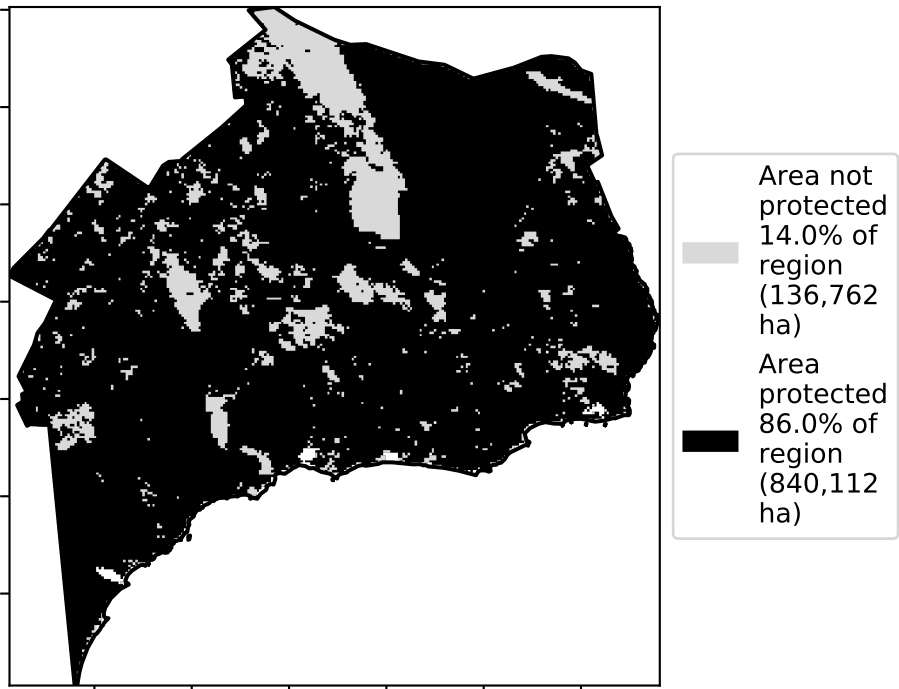 Area not
protected
14.0% of
region
(136,762
ha)
Area
protected
86.0% of
region
(840,112
ha)